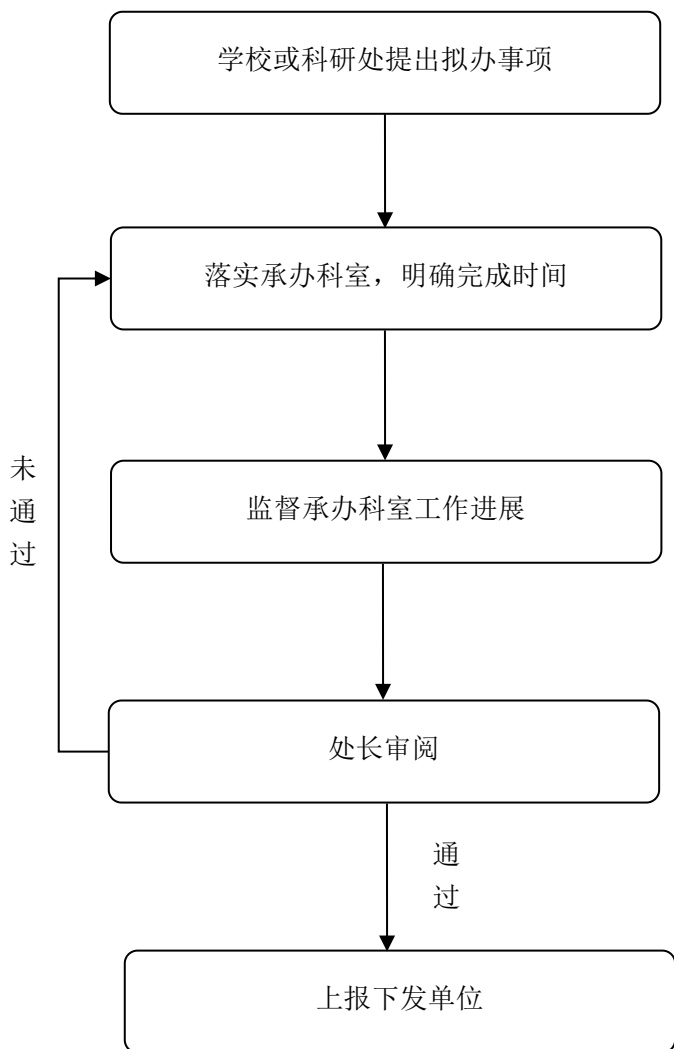 学校或科研处提出拟办事项
落实承办科室，明确完成时间
监督承办科室工作进展
未
通
过
处长审阅
通
过
上报下发单位